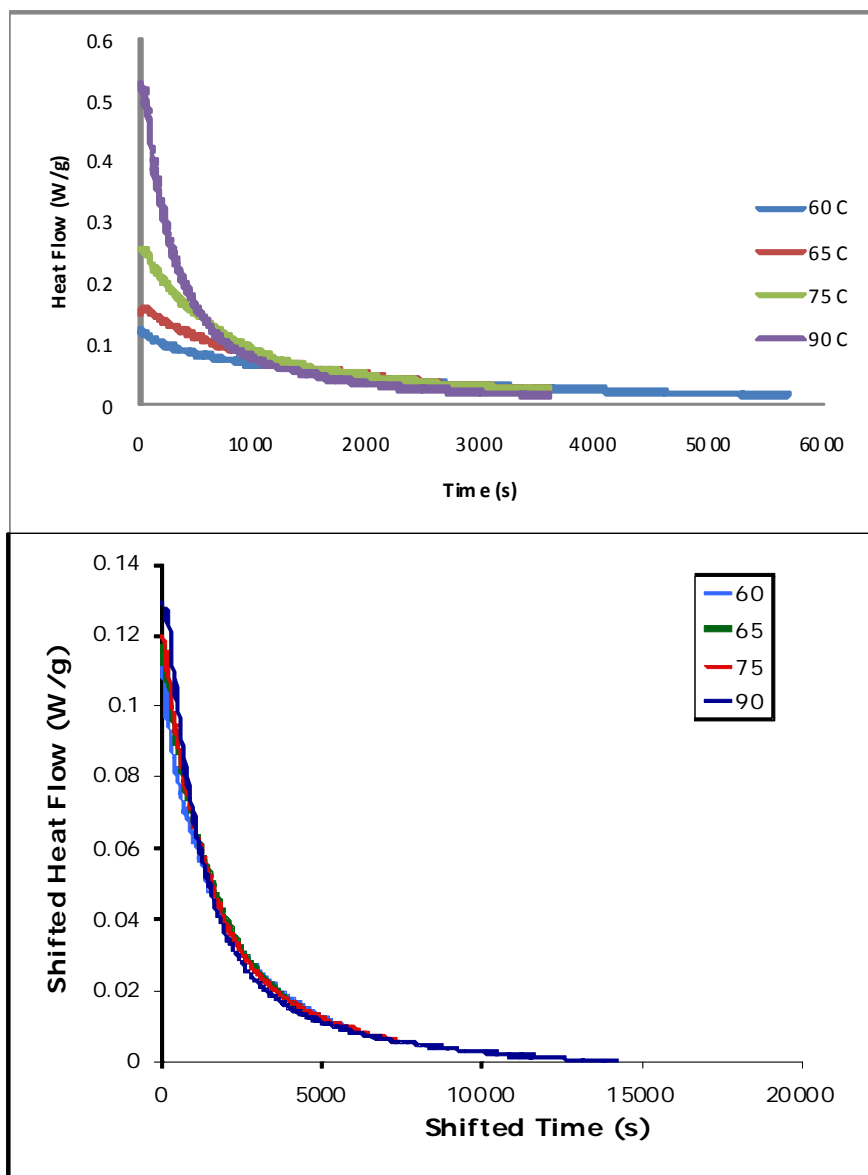 0.6
0.5
0.4
0.3
0.2
0.1
0
Heat Flow (W/g)
60 C
65 C
75 C
90 C
0 1000 2000 3000 4000 5000 6000
Time (s)
0.14
0.12
0.1
0.08
0.06
0.04
0.02
0
Shifted Heat Flow (W/g)
60
65
75
90
0 5000 10000 15000 20000
Shifted Time (s)